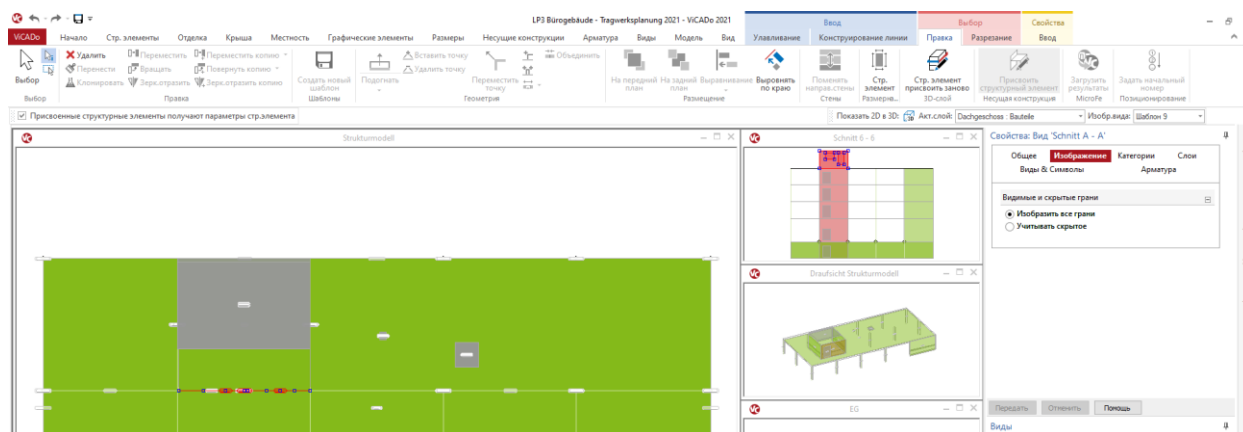 LP3 Bürogebäude - Tragwerksplanung 2021 - ViCADo 2021
Ввод
Выбор
Свойства
ViCADo
Начало
Стр. элементы
Отделка
Крыша
Местность
Графические элементы
Размеры
Несущие конструкции
Арматура
Виды
Модель
Вид
Улавливание
Конструирование линии
Правка
Разрезание
Ввод
Выбор
Удалить
Перенести
Клонировать
Переместить
Вращать
Зерк.отразить
Переместить копию
Повернуть копию
Зерк.отразить копию
Создать новый шаблон
Подогнать
Вставить точку
Удалить точку
Переместить точку
Объединить
На передний план
На задний план
Выравнивание
Выровнять по краю
Поменять направ.стены
Стр. элемент
Стр. элемент присвоить заново
Присвоить структурный элемент
Загрузить результаты
Задать начальный номер
Выбор
Правка
Шаблоны
Геометрия
Размещение
Стены
Размерне...
3D-слой
Несущая конструкция
MicroFe
Позиционирование
Присвоенные структурные элементы получают параметры стр.элемента
Показать 2D в 3D:
Акт.слой:
Dachgeschoss : Bauteile
Изобр.вида:
Шаблон 9
Strukturmodell
Schnitt 6 - 6
Draufsicht Strukturmodell
EG
Свойства: Вид 'Schnitt A - A'
Общее
Изображение
Категории
Слои
Виды & Символы
Арматура
Видимые и скрытые грани
Изобразить все грани
Учитывать скрытое
Передать
Отменить
Помощь
Виды